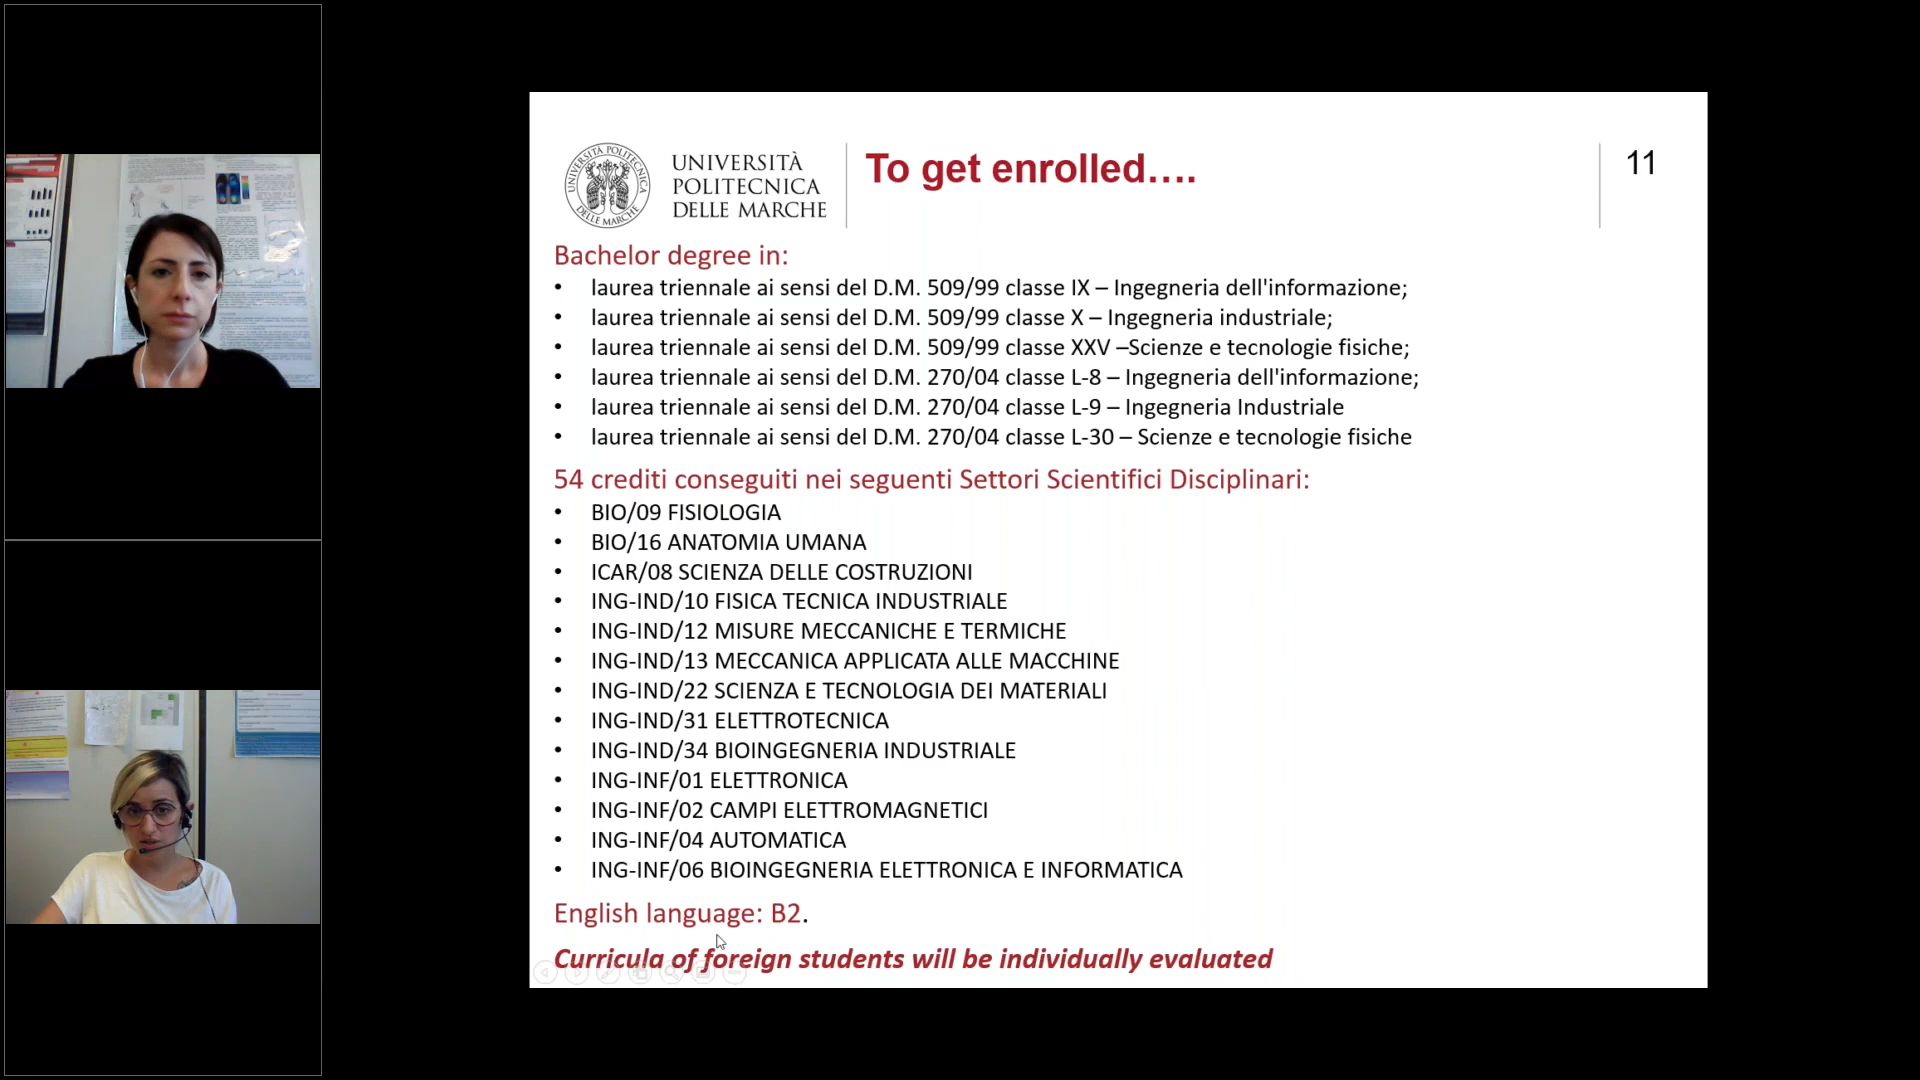 UNIVERSITÀ POLITECNICA
DELLE MARCHE
UNIVERSITÀ
POLITECNICA
DELLE MARCHE
To get enrolled….
11
Bachelor degree in:
• laurea triennale ai sensi del D.M. 509/99 classe IX – Ingegneria dell'informazione;
• laurea triennale ai sensi del D.M. 509/99 classe X – Ingegneria industriale;
• laurea triennale ai sensi del D.M. 509/99 classe XXV –Scienze e tecnologie fisiche;
• laurea triennale ai sensi del D.M. 270/04 classe L-8 – Ingegneria dell'informazione;
• laurea triennale ai sensi del D.M. 270/04 classe L-9 – Ingegneria Industriale
• laurea triennale ai sensi del D.M. 270/04 classe L-30 – Scienze e tecnologie fisiche
54 crediti conseguiti nei seguenti Settori Scientifici Disciplinari:
• BIO/09 FISIOLOGIA
• BIO/16 ANATOMIA UMANA
• ICAR/08 SCIENZA DELLE COSTRUZIONI
• ING-IND/10 FISICA TECNICA INDUSTRIALE
• ING-IND/12 MISURE MECCANICHE E TERMICHE
• ING-IND/13 MECCANICA APPLICATA ALLE MACCHINE
• ING-IND/22 SCIENZA E TECNOLOGIA DEI MATERIALI
• ING-IND/31 ELETTROTECNICA
• ING-IND/34 BIOINGEGNERIA INDUSTRIALE
• ING-INF/01 ELETTRONICA
• ING-INF/02 CAMPI ELETTROMAGNETICI
• ING-INF/04 AUTOMATICA
• ING-INF/06 BIOINGEGNERIA ELETTRONICA E INFORMATICA
English language: B2.
Curricula of foreign students will be individually evaluated